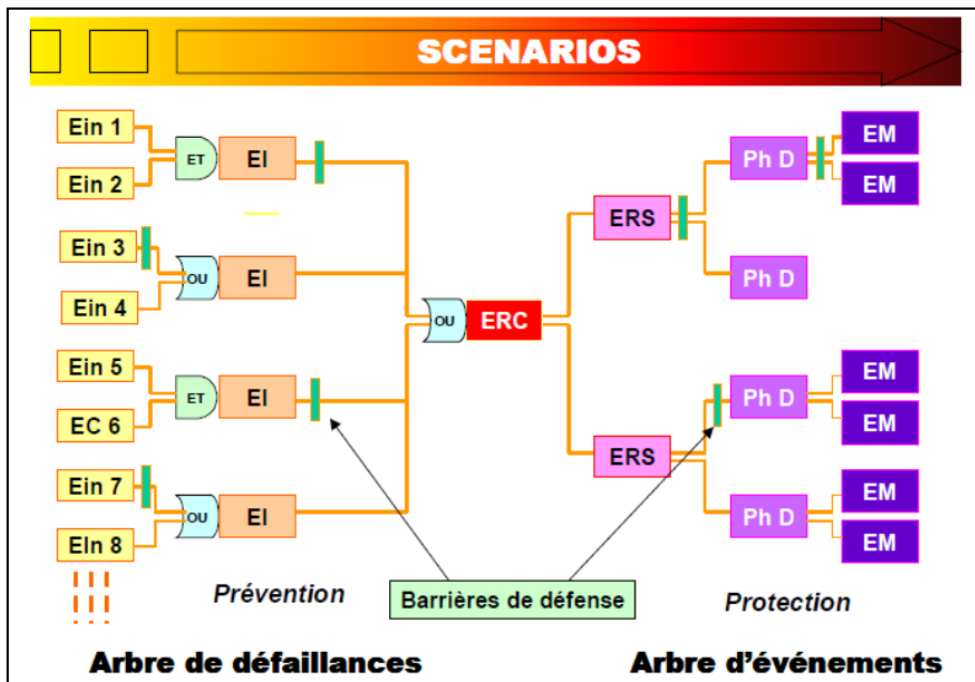 SCENARIOS
Ein 1
Ein 2
ET
EI
Ein 3
Ein 4
OU
EI
Ein 5
EC 6
ET
EI
Ein 7
EIn 8
OU
EI
OU
ERC
ERS
ERS
Ph D
Ph D
Ph D
Ph D
EM
EM
EM
EM
EM
EM
Prévention
Barrières de défense
Protection
Arbre de défaillances
Arbre d’événements